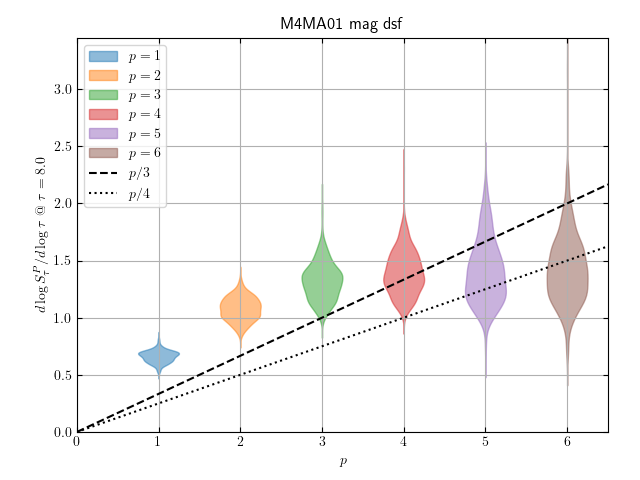 M4MA01 mag dsf
d log S_τ^P / d log τ @ τ = 8.0
3.0
2.5
2.0
1.5
1.0
0.5
0.0
p = 1
p = 2
p = 3
p = 4
p = 5
p = 6
p/3
p/4
0 1 2 3 4 5 6
p